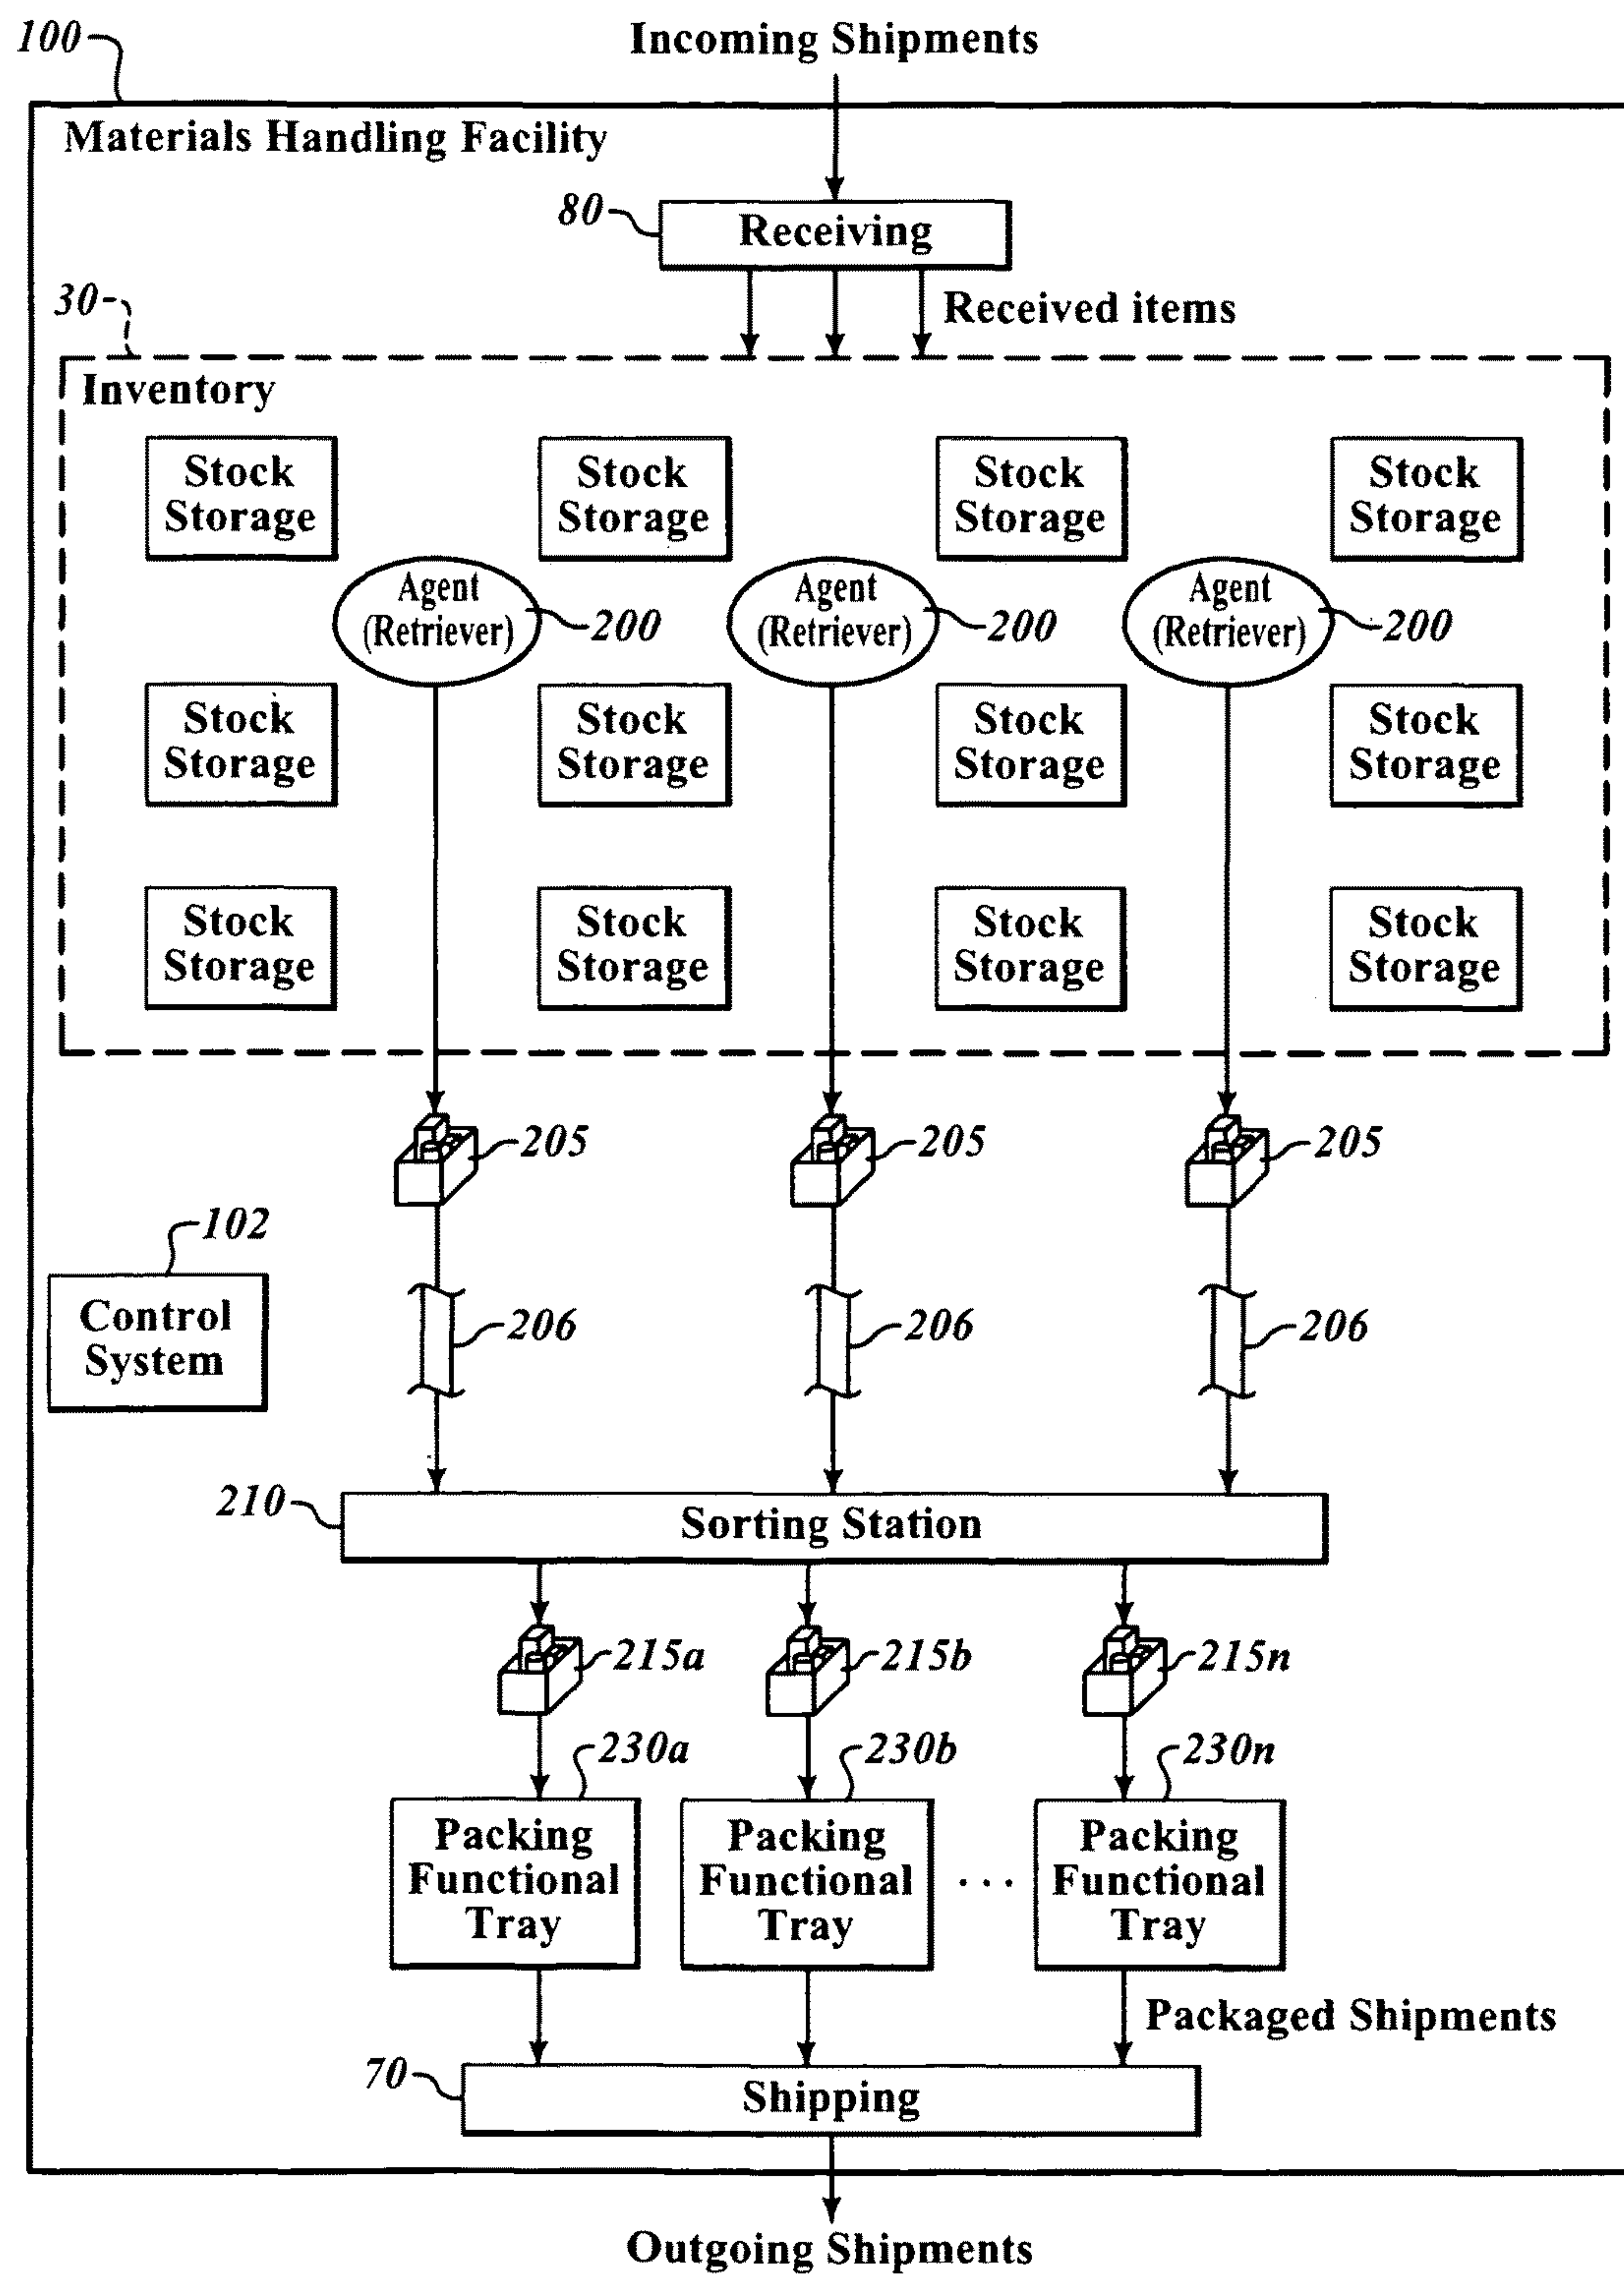 100
Incoming Shipments
Materials Handling Facility
80
Receiving
30
Received items
Inventory
Stock
Storage
Stock
Storage
Stock
Storage
Stock
Storage
Agent
(Retriever)
200
Agent
(Retriever)
200
Agent
(Retriever)
200
Stock
Storage
Stock
Storage
Stock
Storage
Stock
Storage
Stock
Storage
Stock
Storage
Stock
Storage
Stock
Storage
205
205
205
102
Control
System
206
206
206
210
Sorting Station
215a
215b
215n
230a
230b
230n
Packing
Functional
Tray
Packing
Functional
Tray
...
Packing
Functional
Tray
Packaged Shipments
70
Shipping
Outgoing Shipments